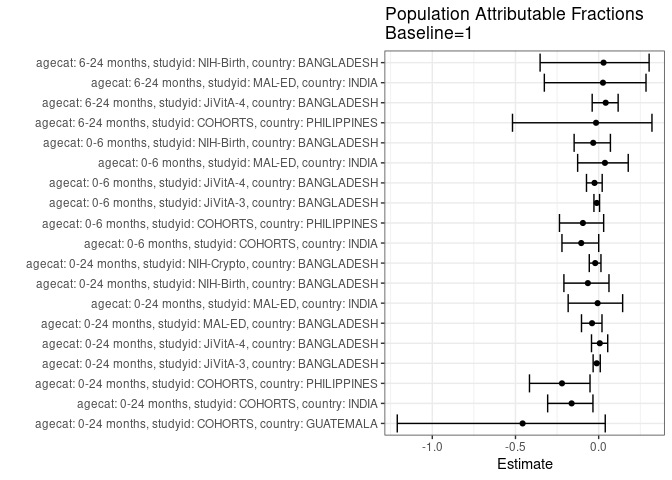 Population Attributable Fractions
Baseline=1
agecat: 6-24 months, studyid: NIH-Birth, country: BANGLADESH
agecat: 6-24 months, studyid: MAL-ED, country: INDIA
agecat: 6-24 months, studyid: JiVitA-4, country: BANGLADESH
agecat: 6-24 months, studyid: COHORTS, country: PHILIPPINES
agecat: 0-6 months, studyid: NIH-Birth, country: BANGLADESH
agecat: 0-6 months, studyid: MAL-ED, country: INDIA
agecat: 0-6 months, studyid: JiVitA-4, country: BANGLADESH
agecat: 0-6 months, studyid: JiVitA-3, country: BANGLADESH
agecat: 0-6 months, studyid: COHORTS, country: PHILIPPINES
agecat: 0-6 months, studyid: COHORTS, country: INDIA
agecat: 0-24 months, studyid: NIH-Crypto, country: BANGLADESH
agecat: 0-24 months, studyid: NIH-Birth, country: BANGLADESH
agecat: 0-24 months, studyid: MAL-ED, country: INDIA
agecat: 0-24 months, studyid: MAL-ED, country: BANGLADESH
agecat: 0-24 months, studyid: JiVitA-4, country: BANGLADESH
agecat: 0-24 months, studyid: JiVitA-3, country: BANGLADESH
agecat: 0-24 months, studyid: COHORTS, country: PHILIPPINES
agecat: 0-24 months, studyid: COHORTS, country: INDIA
agecat: 0-24 months, studyid: COHORTS, country: GUATEMALA
-1.0 -0.5 0.0
Estimate